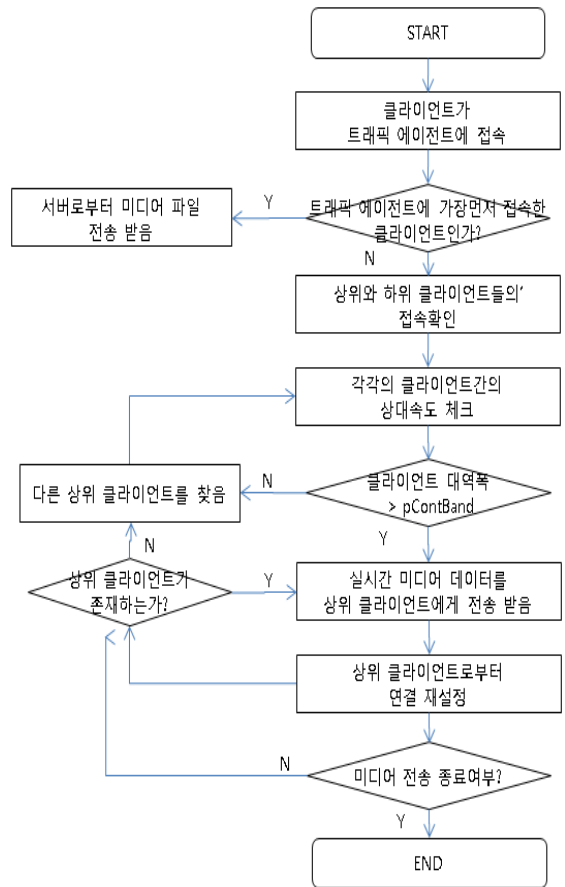 START
클라이언트가
트래픽 에이전트에 접속
트래픽 에이전트에 가장먼저 접속한
클라이언트인가?
Y
서버로부터 미디어 파일
전송 받음
N
상위와 하위 클라이언트들의'
접속확인
각각의 클라이언트간의
상대속도 체크
클라이언트 대역폭
> pContBand
N
다른 상위 클라이언트를 찾음
Y
N
상위 클라이언트가
존재하는가?
Y
실시간 미디어 데이터를
상위 클라이언트에게 전송 받음
상위 클라이언트로부터
연결 재설정
N
미디어 전송 종료여부?
Y
END